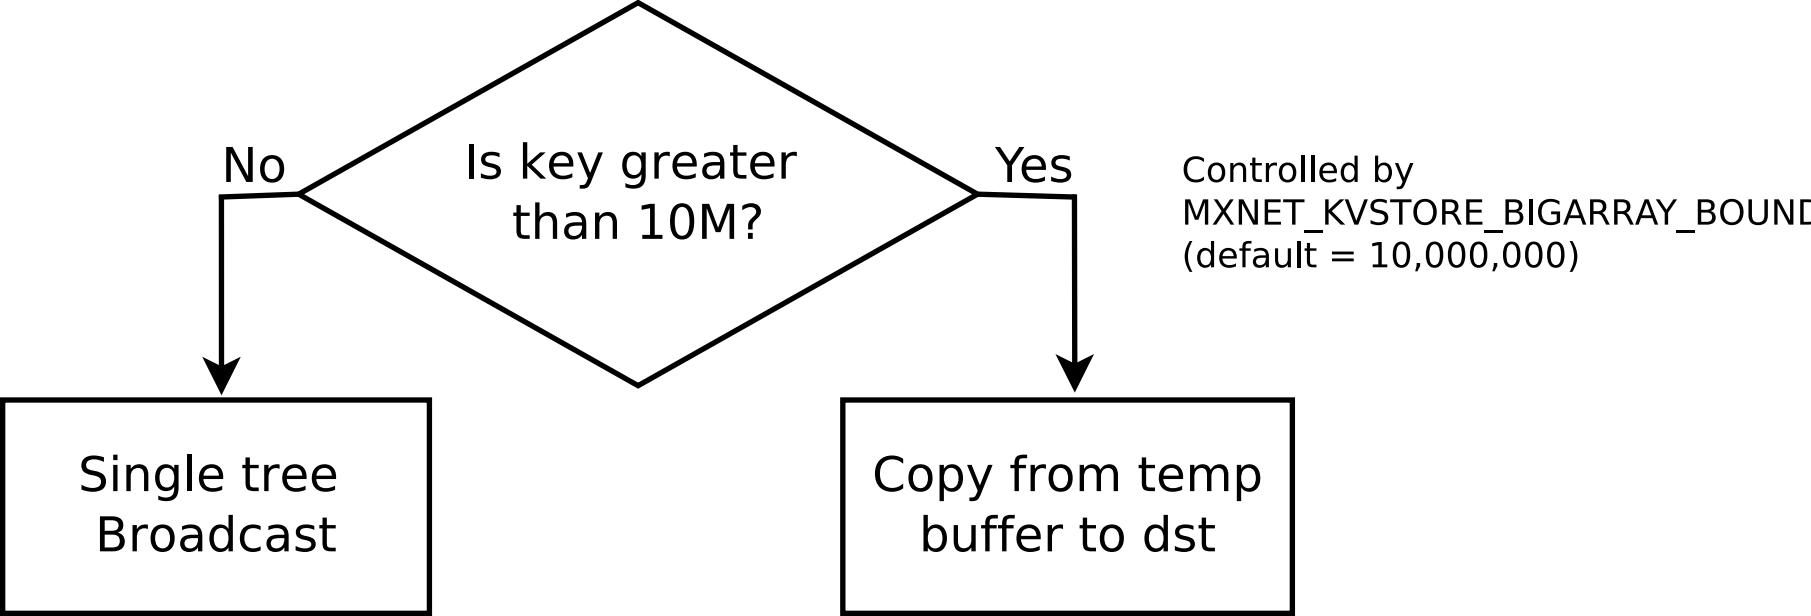 No
Is key greater
than 10M?
Yes
Controlled by
MXNET_KVSTORE_BIGARRAY_BOUND
(default = 10,000,000)
Single tree
Broadcast
Copy from temp
buffer to dst